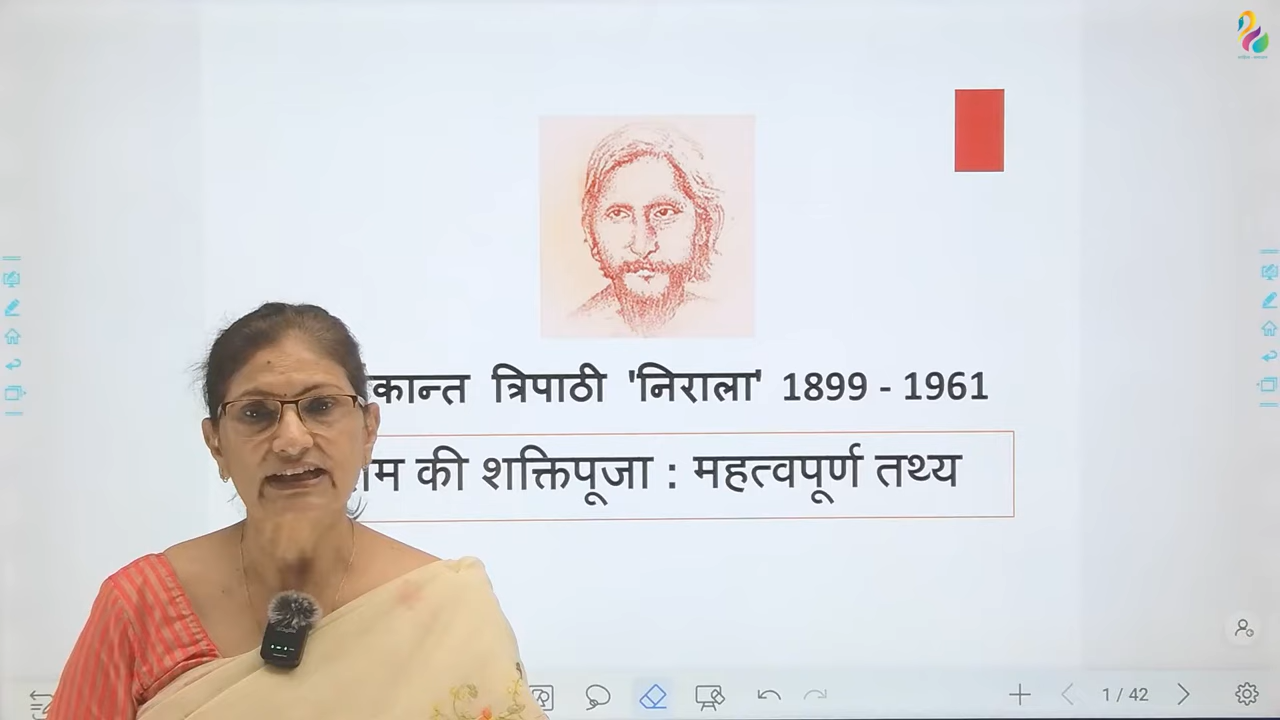 कान्त त्रिपाठी 'निराला' 1899 - 1961
की शक्तिपूजा : महत्वपूर्ण तथ्य
1 / 42